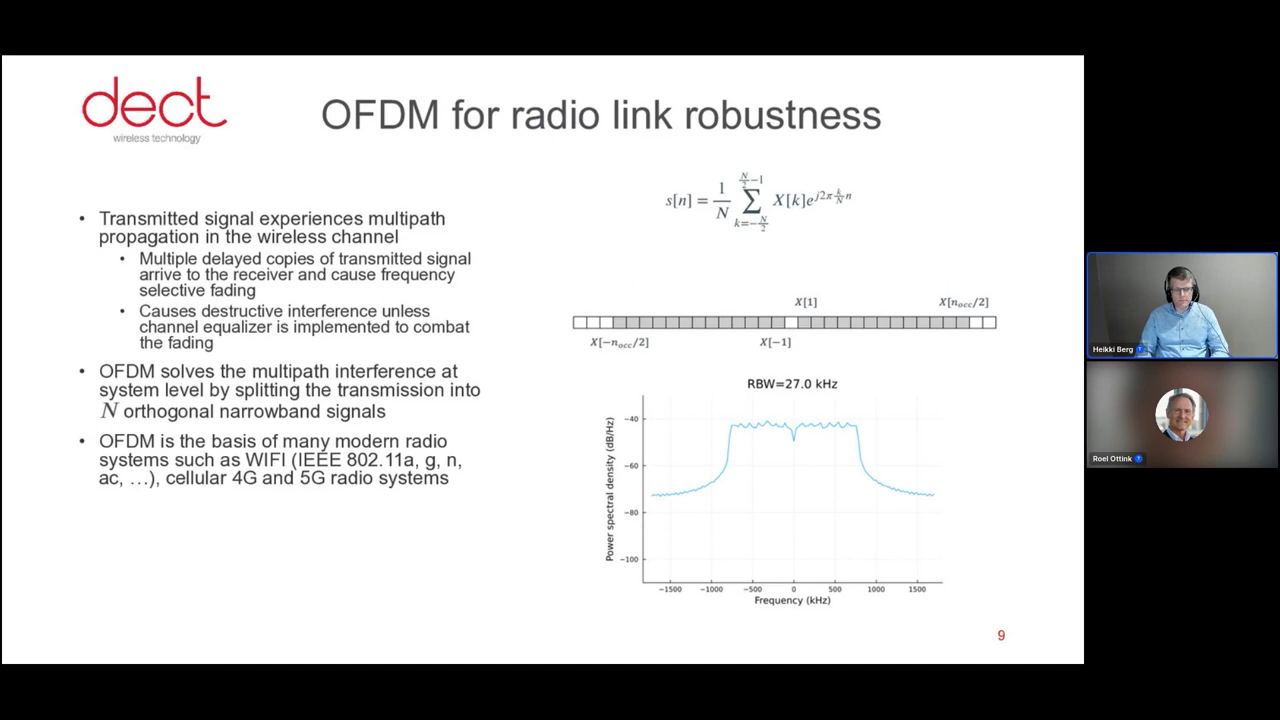 dect
wireless technology
OFDM for radio link robustness
• Transmitted signal experiences multipath
propagation in the wireless channel
• Multiple delayed copies of transmitted signal
arrive to the receiver and cause frequency
selective fading
• Causes destructive interference unless
channel equalizer is implemented to combat
the fading
• OFDM solves the multipath interference at
system level by splitting the transmission into
N orthogonal narrowband signals
• OFDM is the basis of many modern radio
systems such as WIFI (IEEE 802.11a, g, n,
ac, …), cellular 4G and 5G radio systems
s[n] = 1/N ∑_{k=-N/2}^{N/2-1} X[k]e^{j2π (k/N) n}
X[1] X[n_occ/2]
X[-n_occ/2] X[-1]
RBW=27.0 kHz
Power spectral density (dB/Hz)
−40
−60
−80
−100
−1500 −1000 −500 0 500 1000 1500
Frequency (kHz)
9
Heikki Berg
Roel Ottink